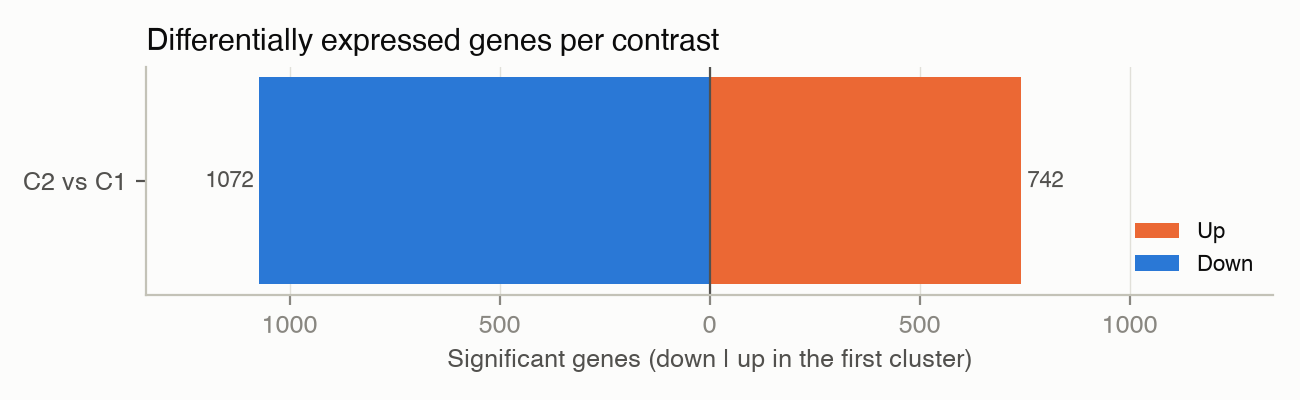 Differentially expressed genes per contrast
C2 vs C1
1072
742
Up
Down
1000 500 0 500 1000
Significant genes (down | up in the first cluster)